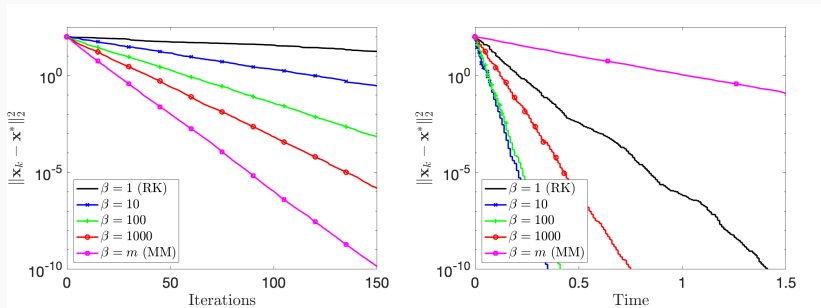 10^0
10^{-5}
10^{-10}
‖x_k − x*‖_2^2
β = 1 (RK)
β = 10
β = 100
β = 1000
β = m (MM)
0 50 100 150
Iterations
10^0
10^{-5}
10^{-10}
‖x_k − x*‖_2^2
β = 1 (RK)
β = 10
β = 100
β = 1000
β = m (MM)
0 0.5 1 1.5
Time